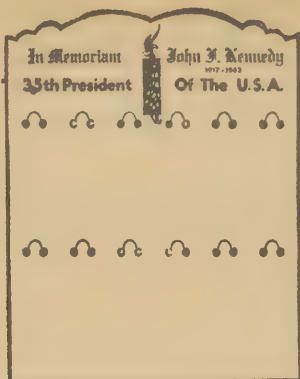 In Memoriam John F. Kennedy
1917 - 1963
35th President Of The U.S.A.